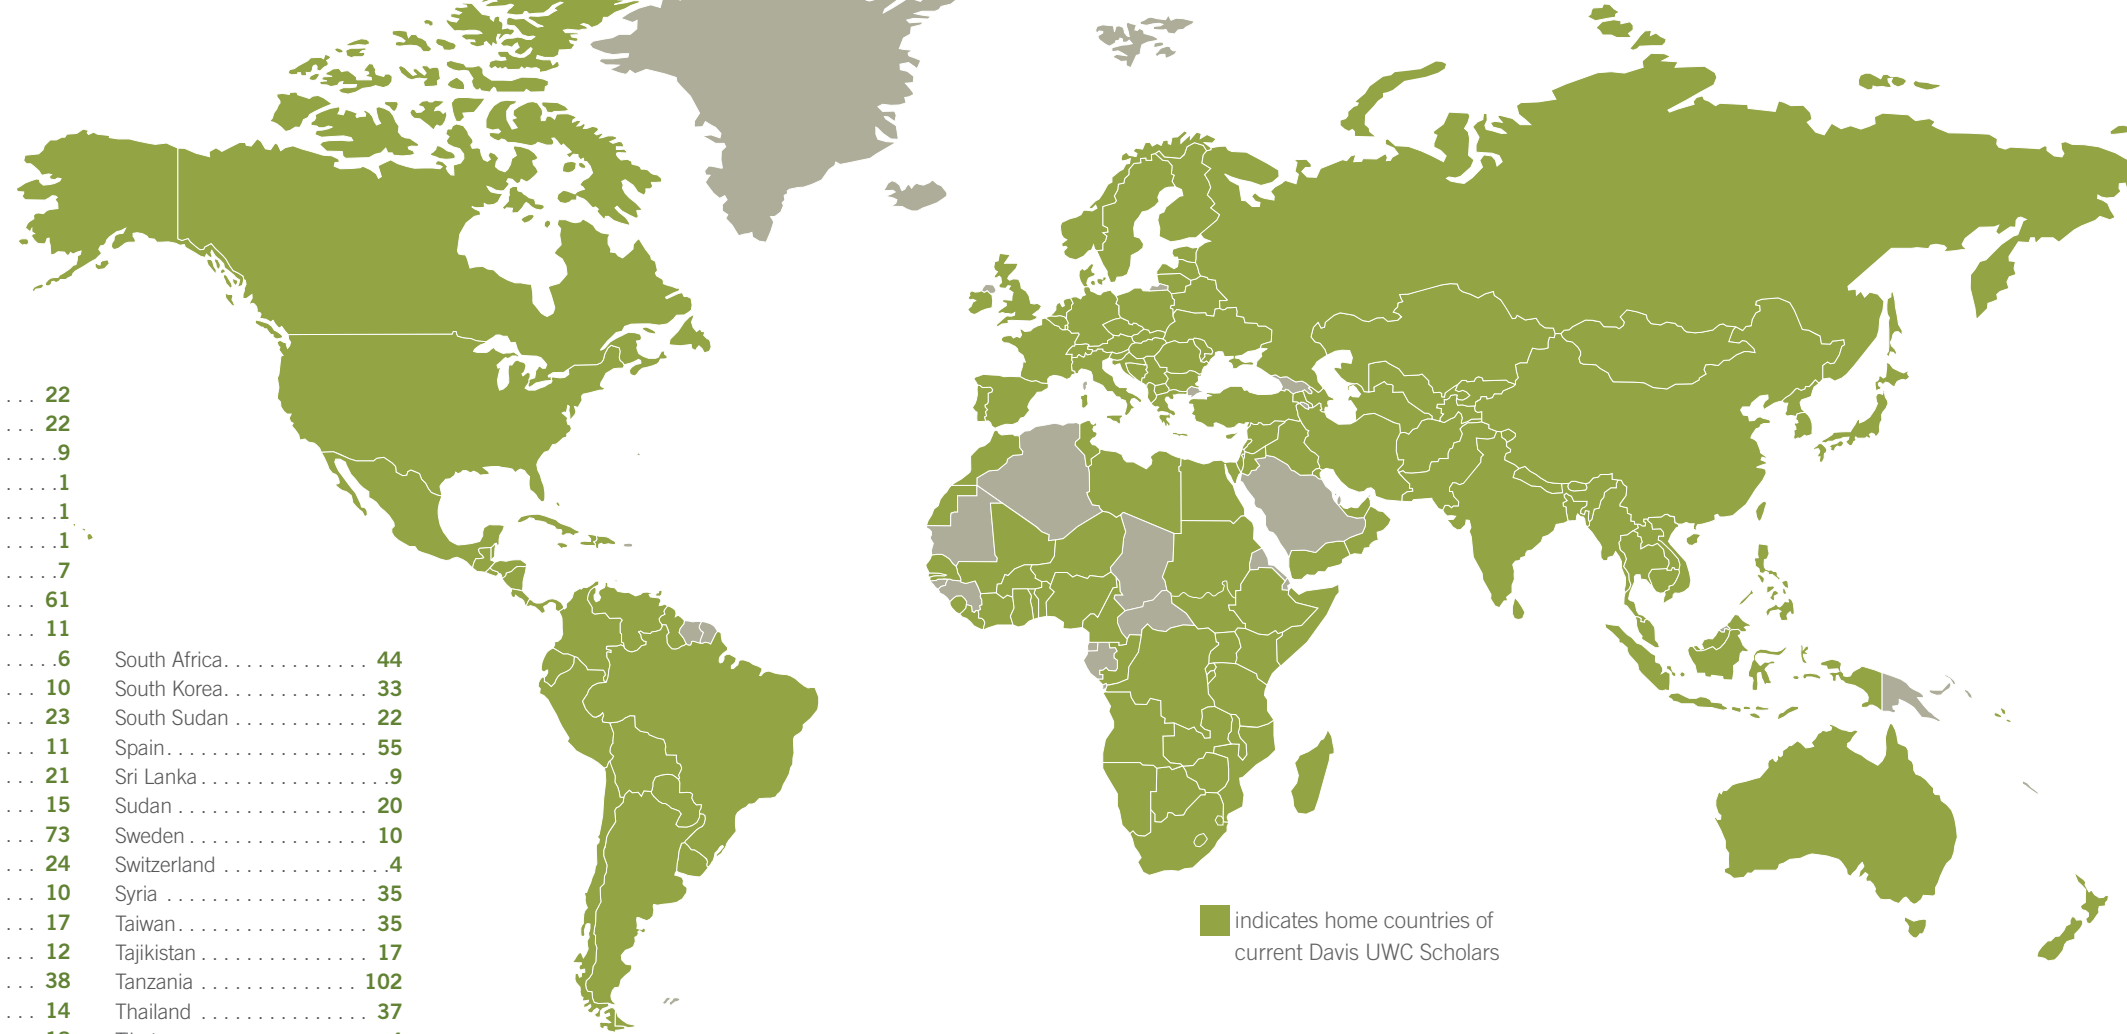 . . . 22
. . . 22
. . . . .9
. . . . .1
. . . . .1
. . . . .1
. . . . .7
. . . 61
. . . 11
. . . . .6
. . . 10
. . . 23
. . . 11
. . . 21
. . . 15
. . . 73
. . . 24
. . . 10
. . . 17
. . . 12
. . . 38
. . . 14
South Africa. . . . . . . . . . . . . 44
South Korea. . . . . . . . . . . . . 33
South Sudan . . . . . . . . . . . . 22
Spain. . . . . . . . . . . . . . . . . . 55
Sri Lanka . . . . . . . . . . . . . . . . .9
Sudan . . . . . . . . . . . . . . . . . 20
Sweden . . . . . . . . . . . . . . . . 10
Switzerland . . . . . . . . . . . . . . .4
Syria . . . . . . . . . . . . . . . . . . 35
Taiwan. . . . . . . . . . . . . . . . . 35
Tajikistan . . . . . . . . . . . . . . . 17
Tanzania . . . . . . . . . . . . . . 102
Thailand . . . . . . . . . . . . . . . 37
indicates home countries of
current Davis UWC Scholars